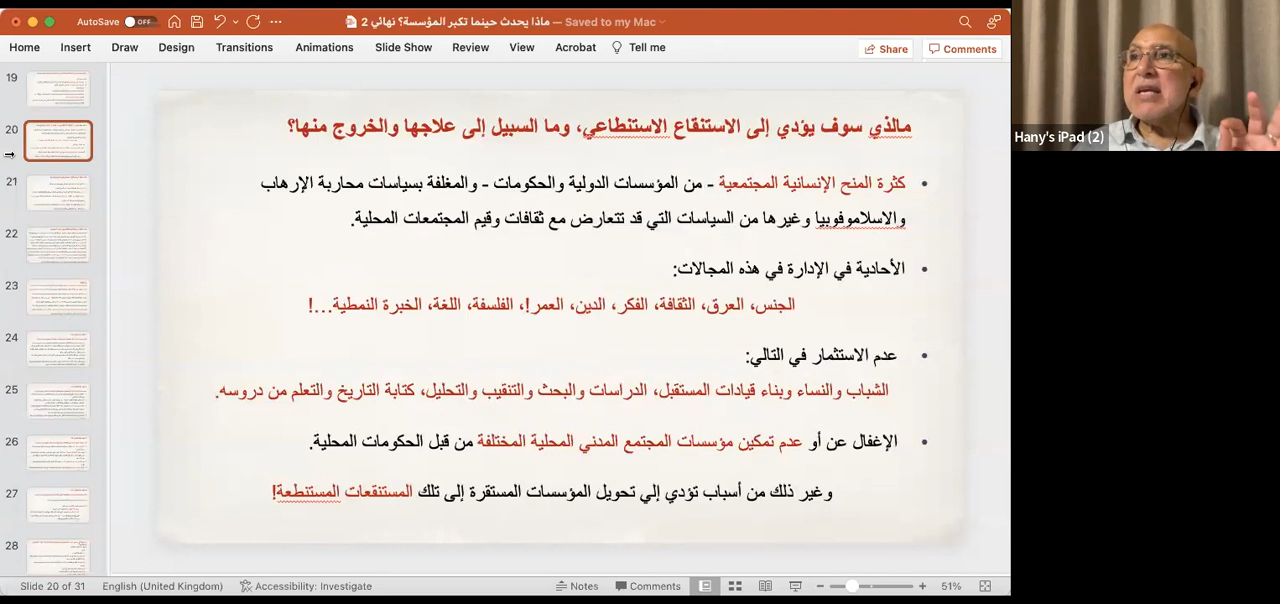 AutoSave OFF
ماذا يحدث حينما تكبر المؤسسة؟ نهائي 2 — Saved to my Mac
Home Insert Draw Design Transitions Animations Slide Show Review View Acrobat Tell me Share Comments
19
20
21
22
23
24
25
26
27
28
مالذي سوف يؤدي إلى الاستنقاع الاستنطاعي، وما السبيل إلى علاجها والخروج منها؟
• كثرة المنح الإنسانية المجتمعية - من المؤسسات الدولية والحكومات - والمغلفة بسياسات محاربة الإرهاب
والاسلاموفوبيا وغيرها من السياسات التي قد تتعارض مع ثقافات وقيم المجتمعات المحلية.
• الأحادية في الإدارة في هذه المجالات:
الجنس، العرق، الثقافة، الفكر، الدين، العمر!، الفلسفة، اللغة، الخبرة النمطية...!
• عدم الاستثمار في التالي:
الشباب والنساء وبناء قيادات المستقبل، الدراسات والبحث والتنقيب والتحليل، كتابة التاريخ والتعلم من دروسه.
• الإغفال عن أو عدم تمكين مؤسسات المجتمع المدني المحلية المختلفة من قبل الحكومات المحلية.
وغير ذلك من أسباب تؤدي إلي تحويل المؤسسات المستقرة إلى تلك المستنقعات المستنطعة!
Slide 20 of 31 English (United Kingdom) Accessibility: Investigate Notes Comments 51%
Hany's iPad (2)